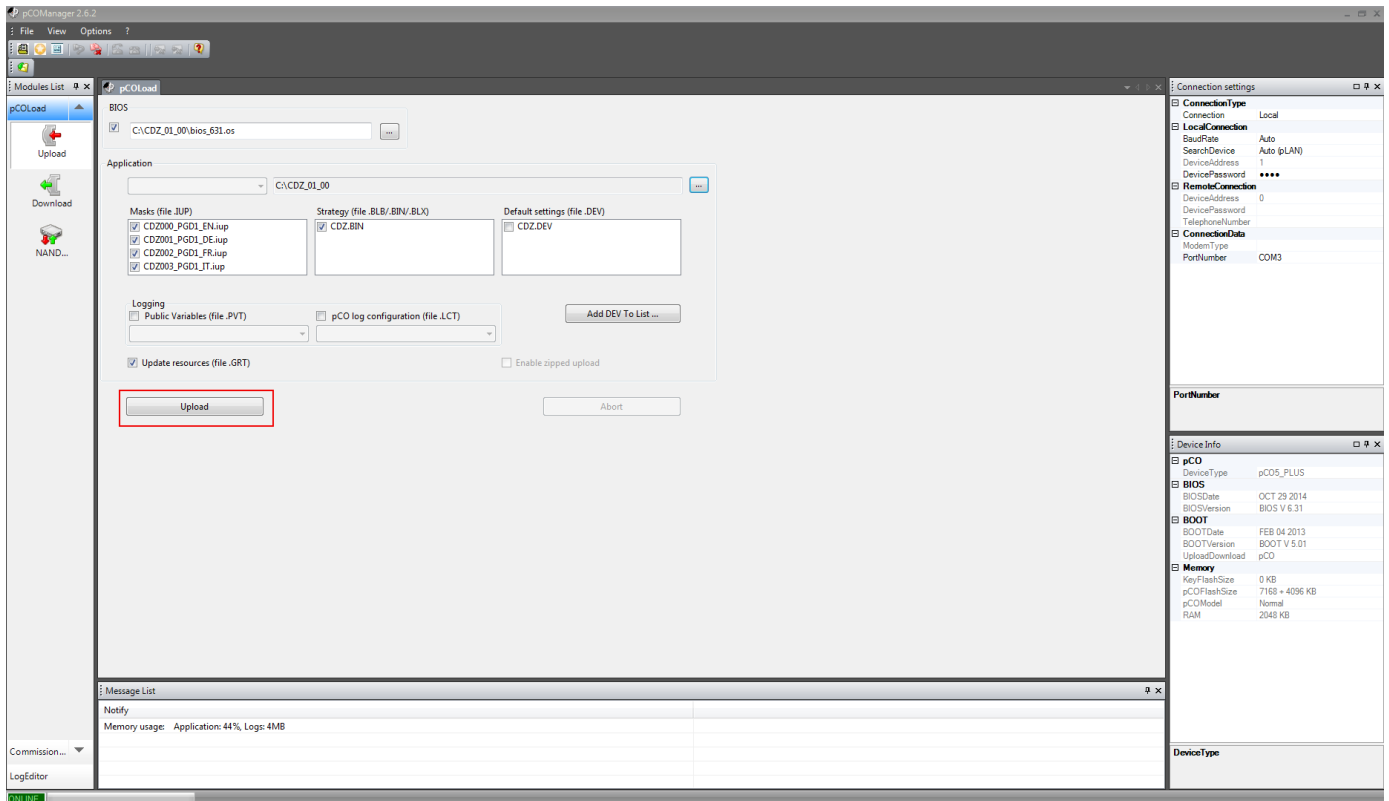 pCOManager 2.6.2
File View Options ?
Modules List
pCOLoad
Upload
Download
NAND...
Commission...
LogEditor
pCOLoad
BIOS
C:\CDZ_01_00\bios_631.os
...
Application
C:\CDZ_01_00
...
Masks (file .IUP) Strategy (file .BLB/.BIN/.BLX) Default settings (file .DEV)
CDZ000_PGD1_EN.iup CDZ.BIN CDZ.DEV
CDZ001_PGD1_DE.iup
CDZ002_PGD1_FR.iup
CDZ003_PGD1_IT.iup
Logging
Public Variables (file .PVT) pCO log configuration (file .LCT) Add DEV To List ...
Update resources (file .GRT) Enable zipped upload
Upload Abort
Message List
Notify
Memory usage: Application: 44%, Logs: 4MB
Connection settings
ConnectionType
Connection Local
LocalConnection
BaudRate Auto
SearchDevice Auto (pLAN)
DeviceAddress 1
DevicePassword ●●●●
RemoteConnection
DeviceAddress 0
DevicePassword
TelephoneNumber
ConnectionData
ModemType
PortNumber COM3
PortNumber
Device Info
pCO
DeviceType pCO5_PLUS
BIOS
BIOSDate OCT 29 2014
BIOSVersion BIOS V 6.31
BOOT
BOOTDate FEB 04 2013
BOOTVersion BOOT V 5.01
UploadDownload pCO
Memory
KeyFlashSize 0 KB
pCOFlashSize 7168 + 4096 KB
pCOModel Normal
RAM 2048 KB
DeviceType
ONLINE